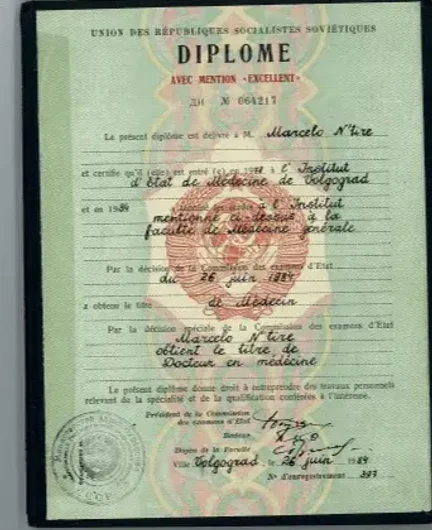 UNION DES RÉPUBLIQUES SOCIALISTES SOVIÉTIQUES
DIPLOME
AVEC MENTION «EXCELLENT»
ДИ № 064217
Le présent diplôme est délivré à M. Marcelo N'tire
et certifie qu'il (elle) est entré (e) en 19 à l'Institut
d'État de Médecine de Volgograd
et en 1984 à l'Institut
mentionné ci-dessus à la
faculté de Médecine générale
Par la décision de la Commission des examens d'Etat
du 26 juin 1984
a obtenu le titre de Médecin
Par la décision spéciale de la Commission des examens d'Etat
Marcelo N'tire
obtient le titre de
Docteur en médecine
Le présent diplôme donne droit à entreprendre des travaux personnels
relevant de la spécialité et de la qualification conférées à l'intéressé.
Président de la Commission
des examens d'Etat
Recteur
Doyen de la Faculté
Ville Volgograd, le 26 juin 1984
N° d'enregistrement 393